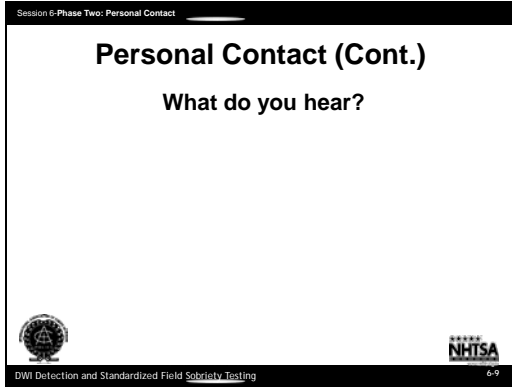 Session 6-Phase Two: Personal Contact
Personal Contact (Cont.)
What do you hear?
NHTSA
DWI Detection and Standardized Field Sobriety Testing
6-9